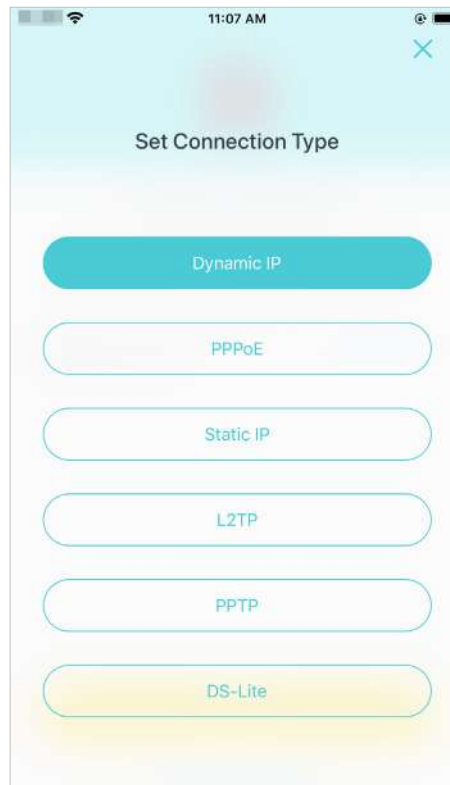 11:07 AM
Set Connection Type
Dynamic IP
PPPoE
Static IP
L2TP
PPTP
DS-Lite